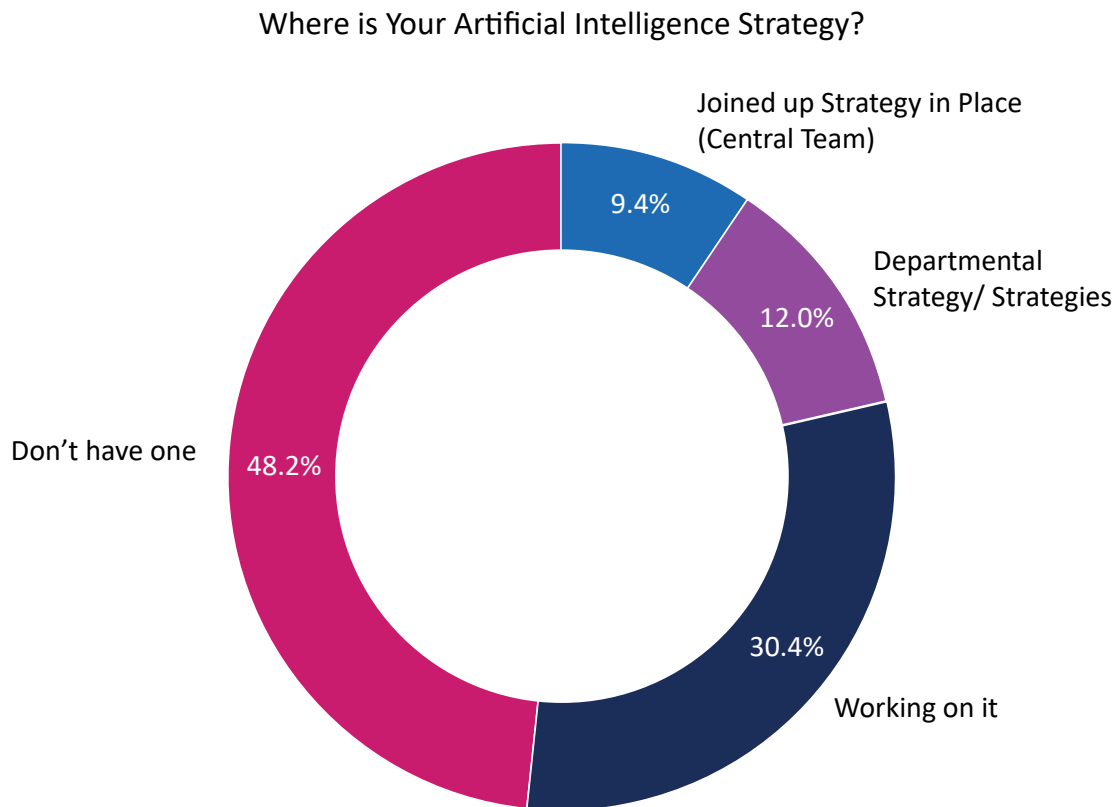 Where is Your Artificial Intelligence Strategy?
Joined up Strategy in Place
(Central Team)
9.4%
Departmental
Strategy/ Strategies
12.0%
Don’t have one
48.2%
30.4%
Working on it